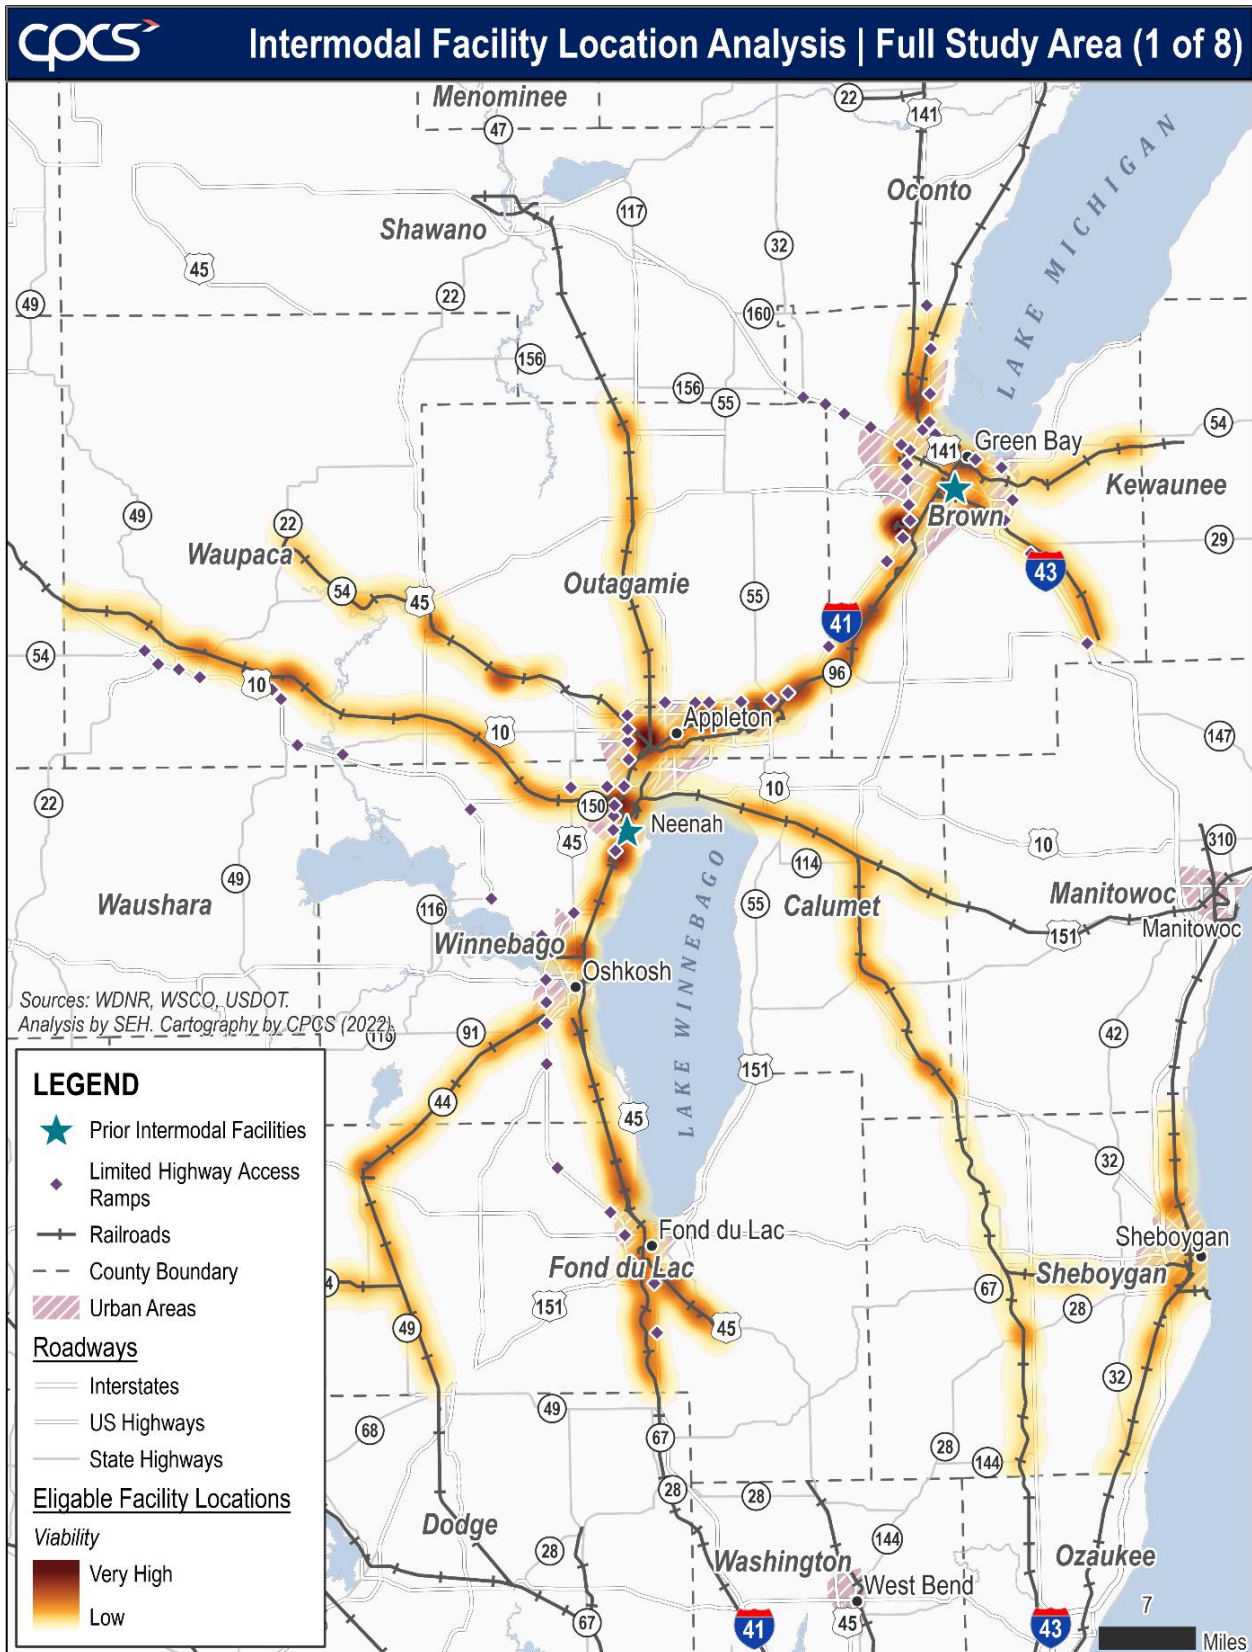 CPCS
Intermodal Facility Location Analysis | Full Study Area (1 of 8)
Menominee
47
22
141
Oconto
LAKE MICHIGAN
Shawano
117
32
45
49
22
160
156
156
55
141
Green Bay
54
Kewaunee
Brown
29
43
49
22
Waupaca
54
45
Outagamie
55
41
54
10
96
Appleton
10
147
22
150
Neenah
10
45
10
310
114
49
116
Waushara
Winnebago
LAKE WINNEBAGO
55
Calumet
Manitowoc
151
Manitowoc
Oshkosh
Sources: WDNR, WSCO, USDOT.
Analysis by SEH. Cartography by CPCS (2022).
91
116
42
151
44
45
32
Fond du Lac
Sheboygan
Fond du Lac
Sheboygan
67
28
151
45
49
32
49
68
67
28
28
28
144
Dodge
28
144
Washington
Ozaukee
West Bend
67
41
45
43
LEGEND
Prior Intermodal Facilities
Limited Highway Access
Ramps
Railroads
County Boundary
Urban Areas
Roadways
Interstates
US Highways
State Highways
Eligable Facility Locations
Viability
Very High
Low
7
Miles